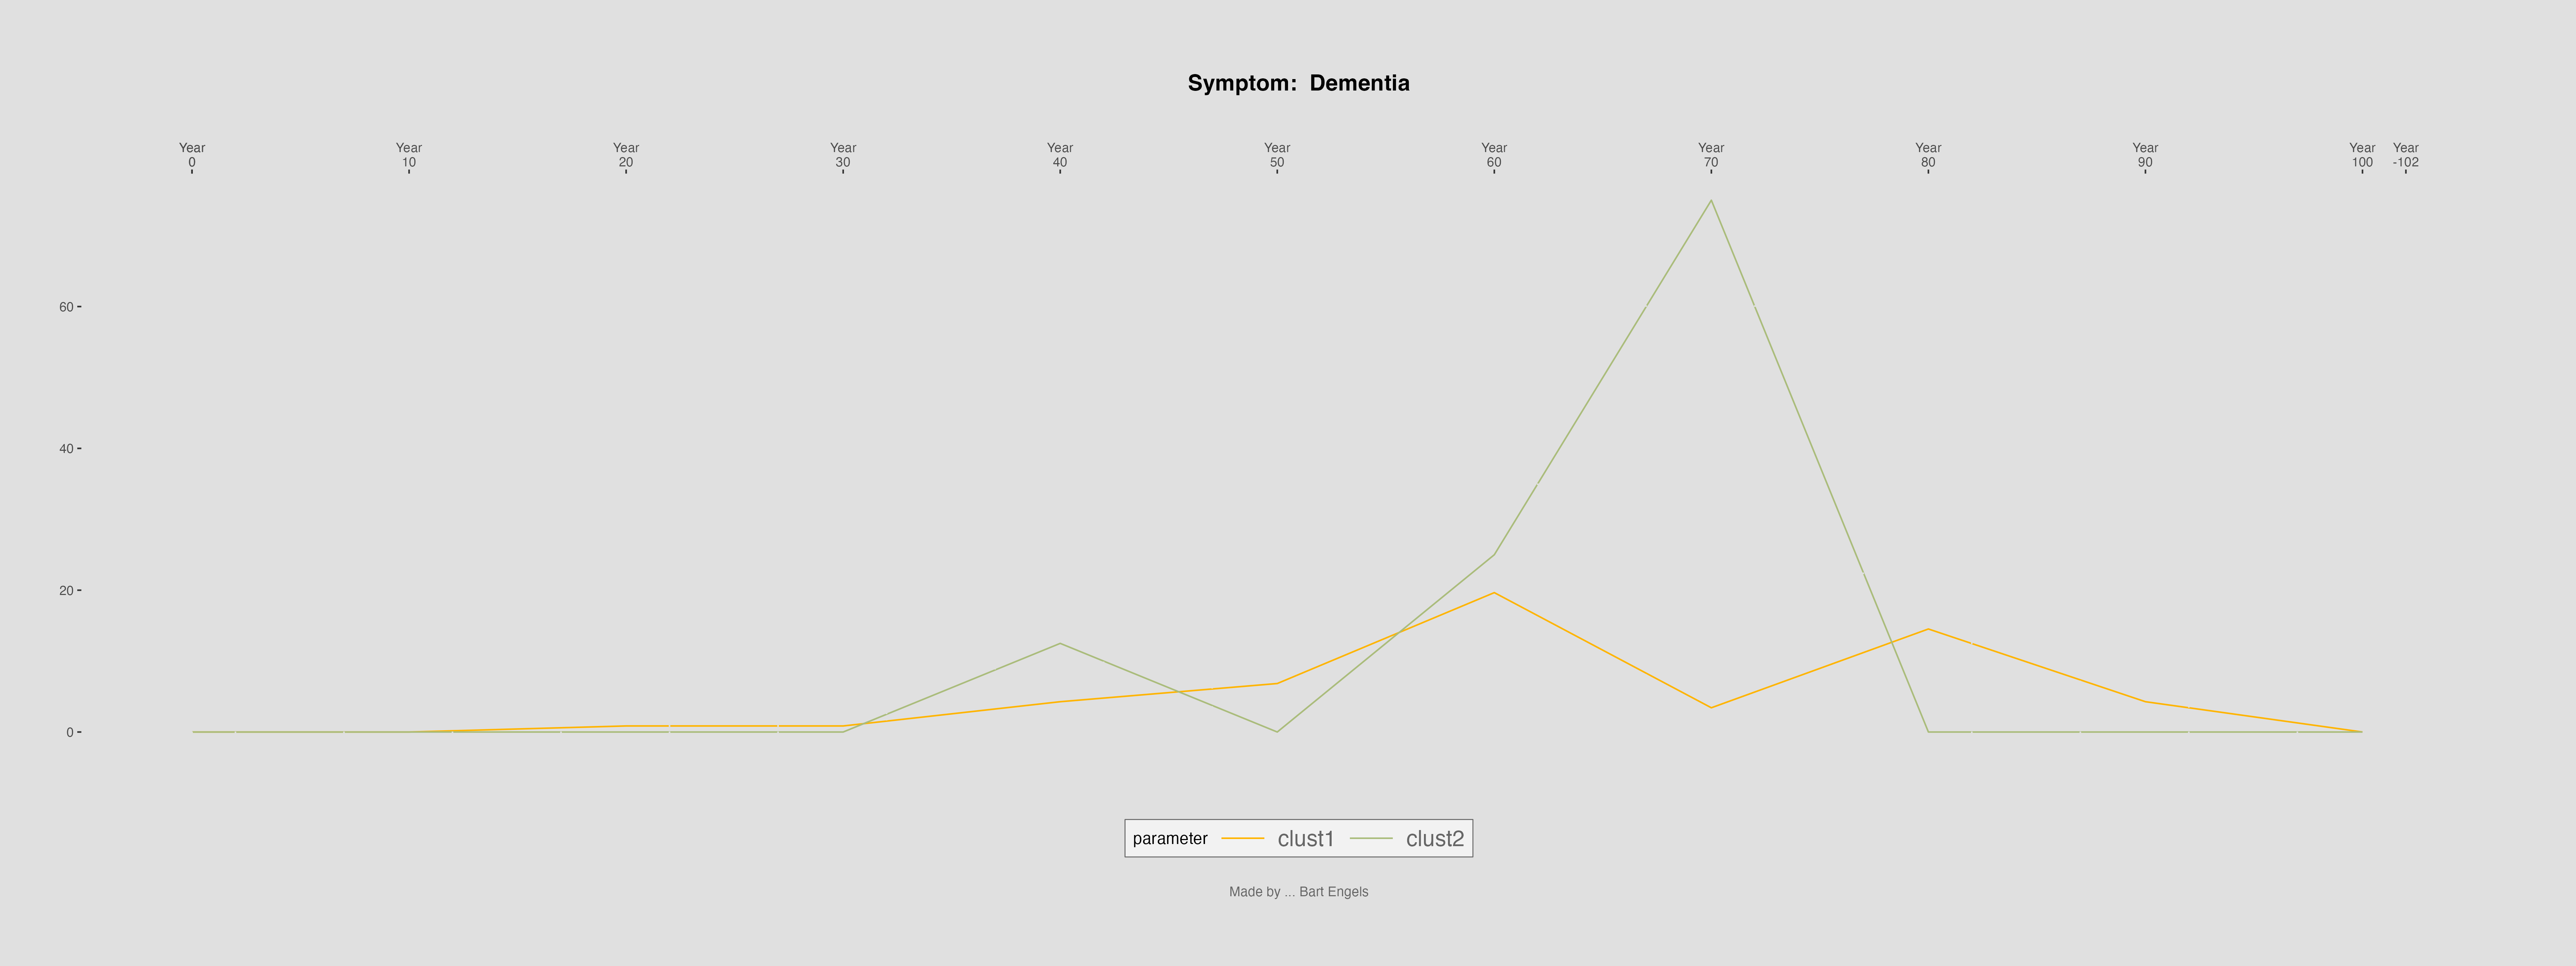 Symptom:  Dementia
Year Year Year Year Year Year Year Year Year Year Year Year
0 10 20 30 40 50 60 70 80 90 100 -102
60
40
20
0
parameter clust1 clust2
Made by ... Bart Engels